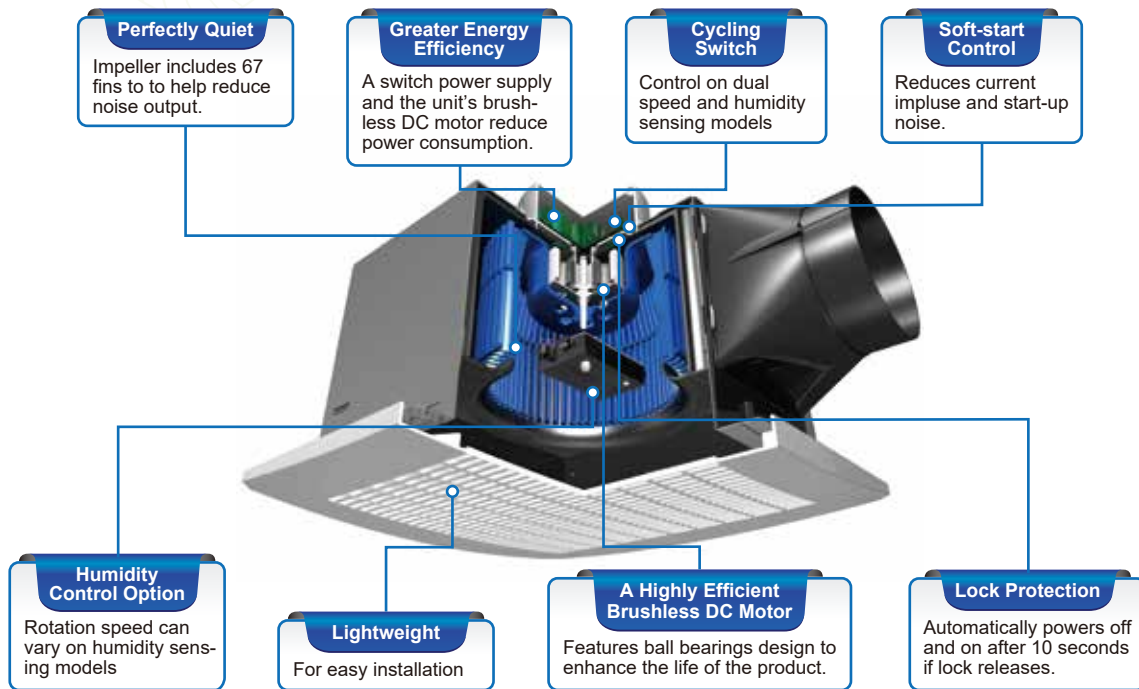 Perfectly Quiet
Impeller includes 67
fins to to help reduce
noise output.
Greater Energy
Efficiency
A switch power supply
and the unit's brush-
less DC motor reduce
power consumption.
Cycling
Switch
Control on dual
speed and humidity
sensing models
Soft-start
Control
Reduces current
impluse and start-up
noise.
Humidity
Control Option
Rotation speed can
vary on humidity sens-
ing models
Lightweight
For easy installation
A Highly Efficient
Brushless DC Motor
Features ball bearings design to
enhance the life of the product.
Lock Protection
Automatically powers off
and on after 10 seconds
if lock releases.